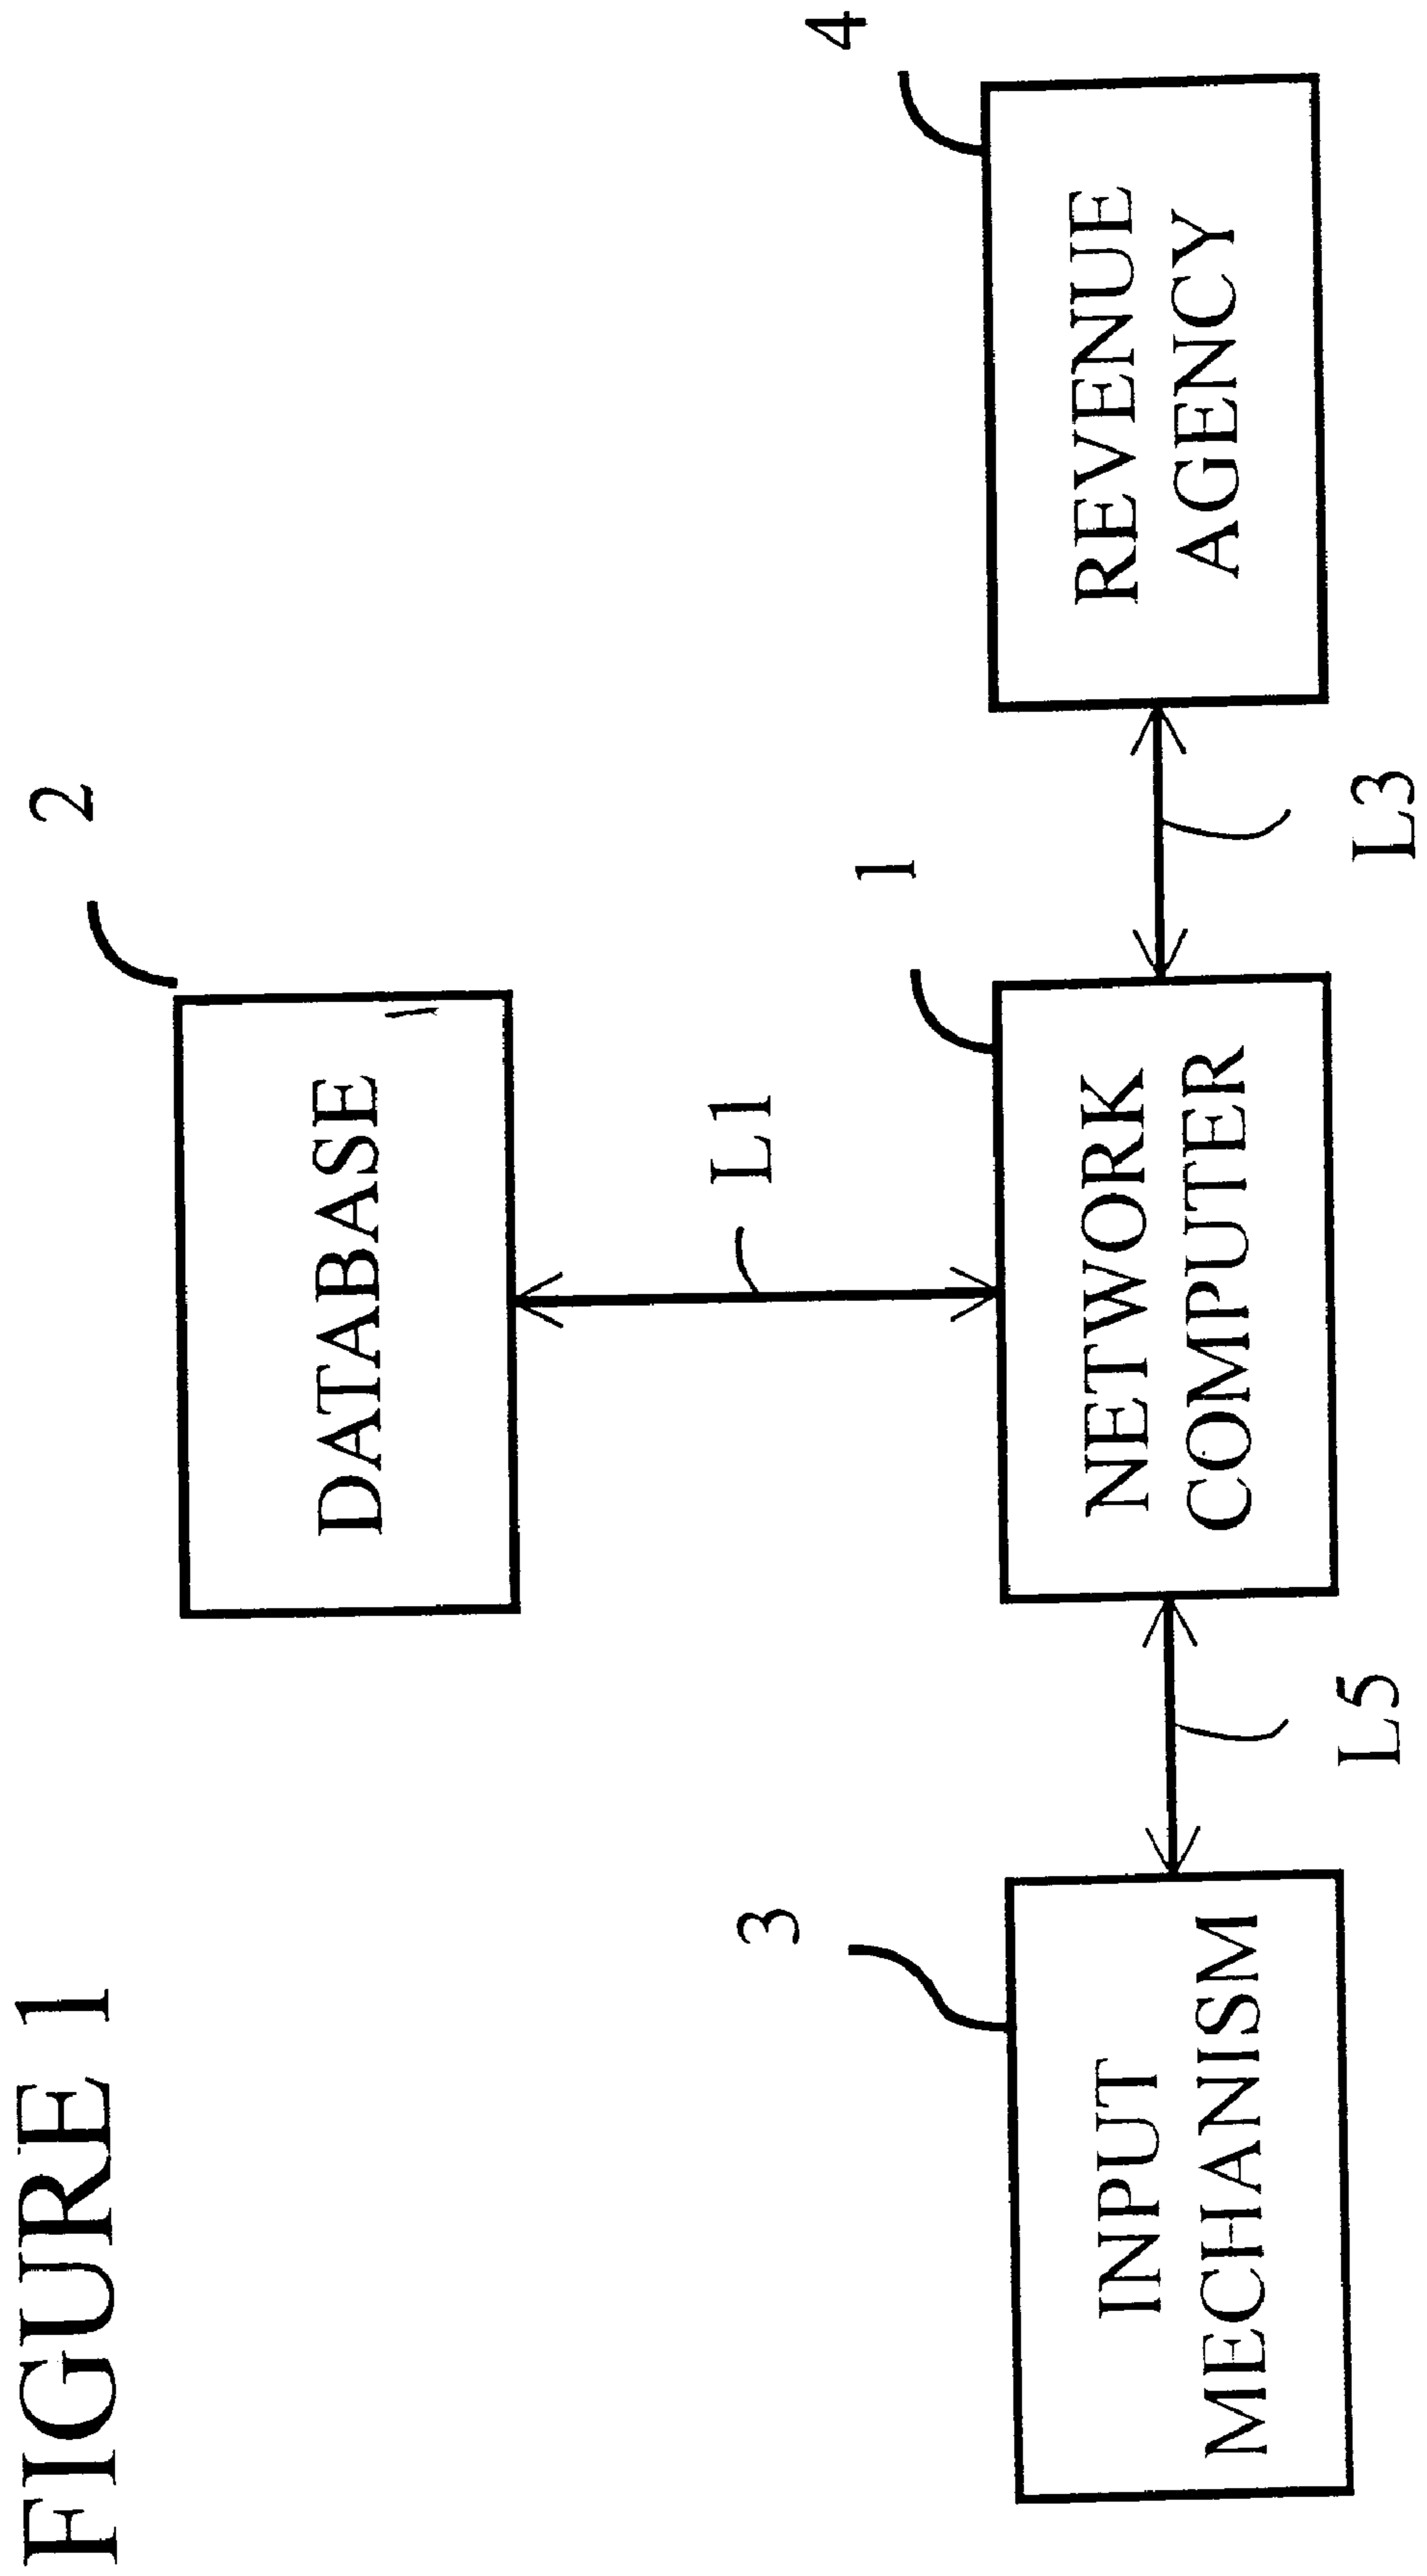 FIGURE 1
2
DATABASE
L1
3
1
4
INPUT
MECHANISM
NETWORK
COMPUTER
REVENUE
AGENCY
L5
L3